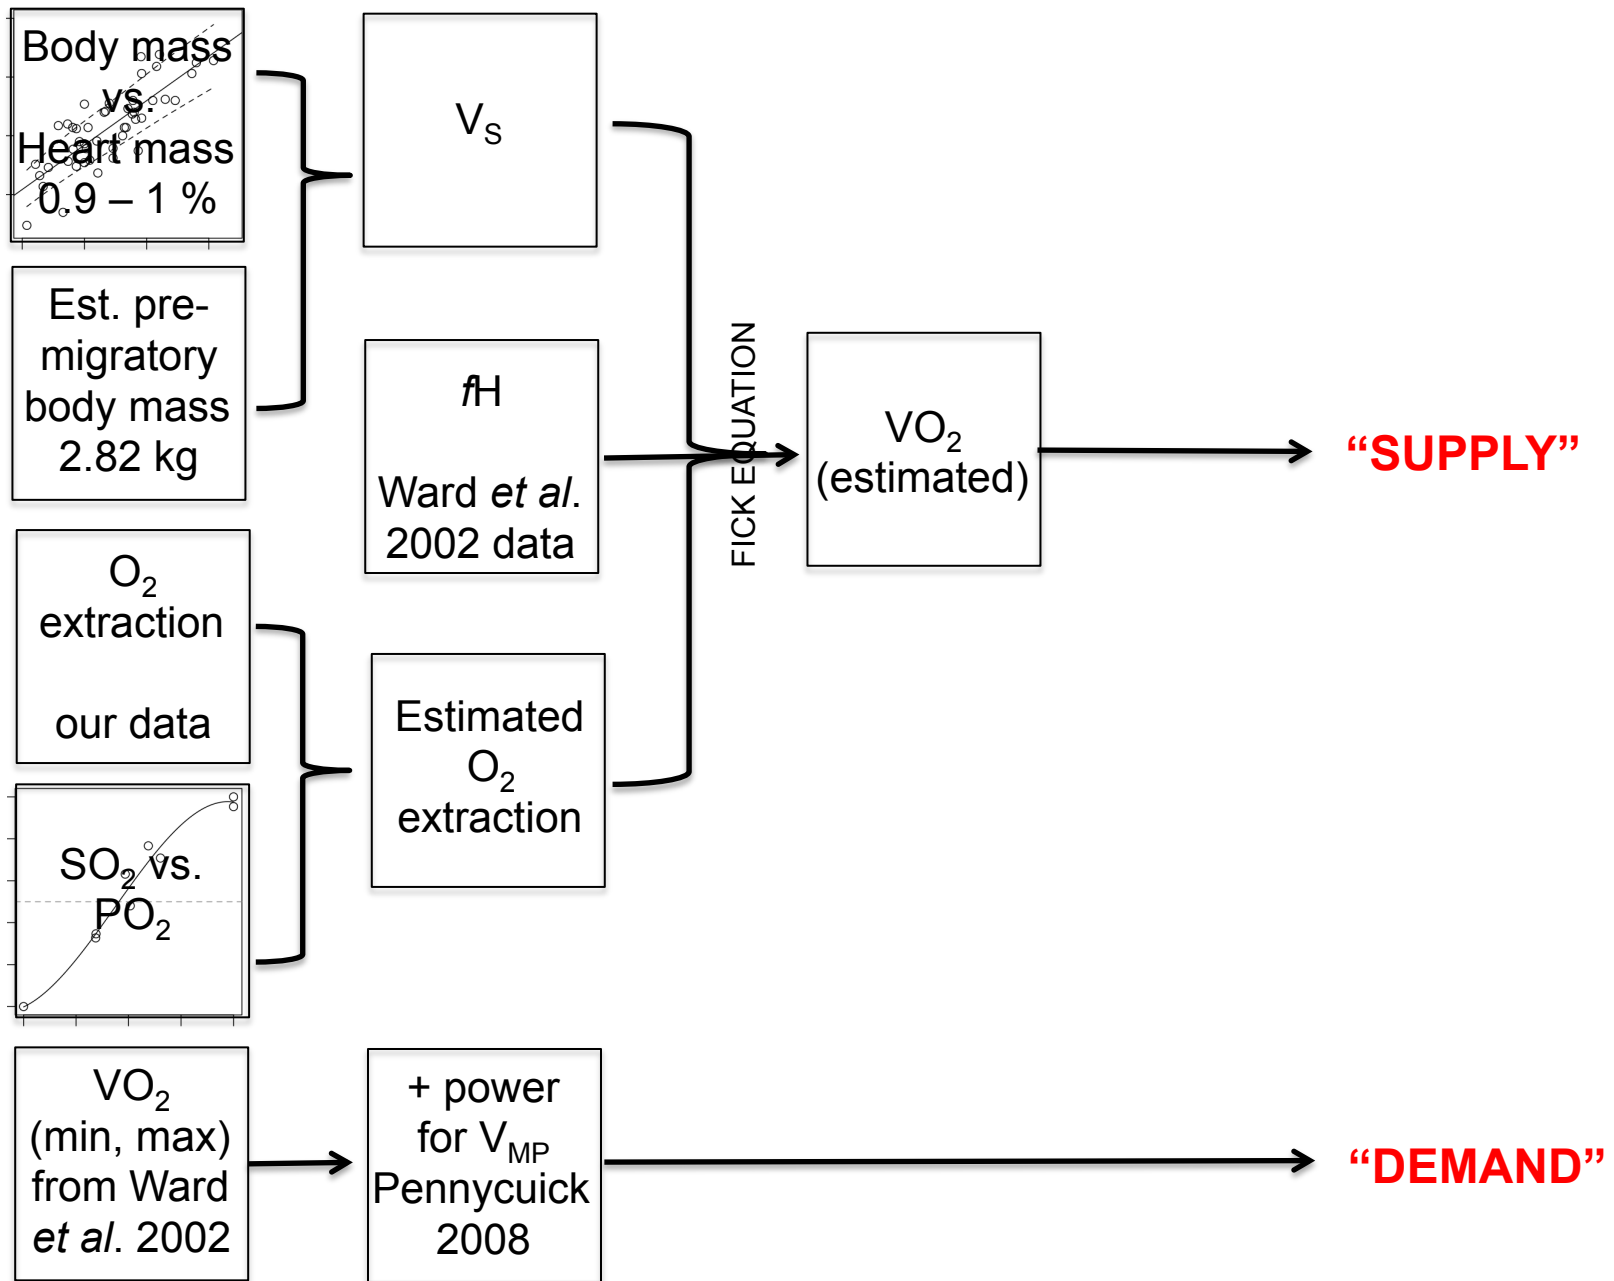 Body mass
vs.
Heart mass
0.9 – 1 %
Est. pre-
migratory
body mass
2.82 kg
O₂
extraction
our data
SO₂ vs.
PO₂
VO₂
(min, max)
from Ward
et al. 2002
V_S
fH
Ward et al.
2002 data
Estimated
O₂
extraction
+ power
for V_MP
Pennycuick
2008
FICK EQUATION
VO₂
(estimated)
“SUPPLY”
“DEMAND”